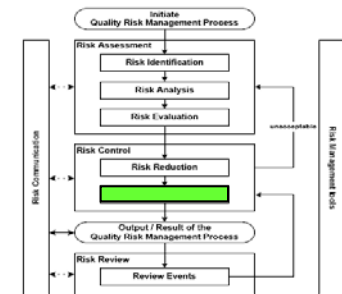 Initiate
Quality Risk Management Process
Risk Assessment
Risk Identification
Risk Analysis
Risk Evaluation
unacceptable
Risk Control
Risk Reduction
Output / Result of the
Quality Risk Management Process
Risk Review
Review Events
Risk Communication
Risk Management tools